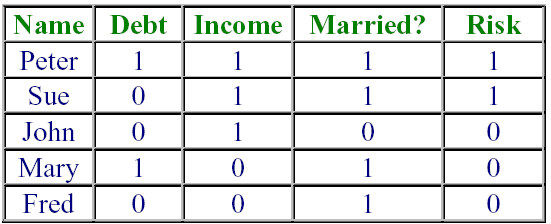 Name Debt Income Married? Risk
Peter 1 1 1 1
Sue 0 1 1 1
John 0 1 0 0
Mary 1 0 1 0
Fred 0 0 1 0